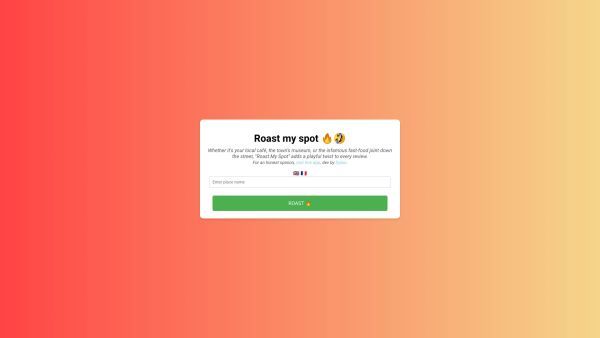 Roast my spot 🔥🤣
Whether it's your local café, the town's museum, or the infamous fast-food joint down
the street, "Roast My Spot" adds a playful twist to every review.
For an honest opinion, , dev by
Enter place name
ROAST 🔥